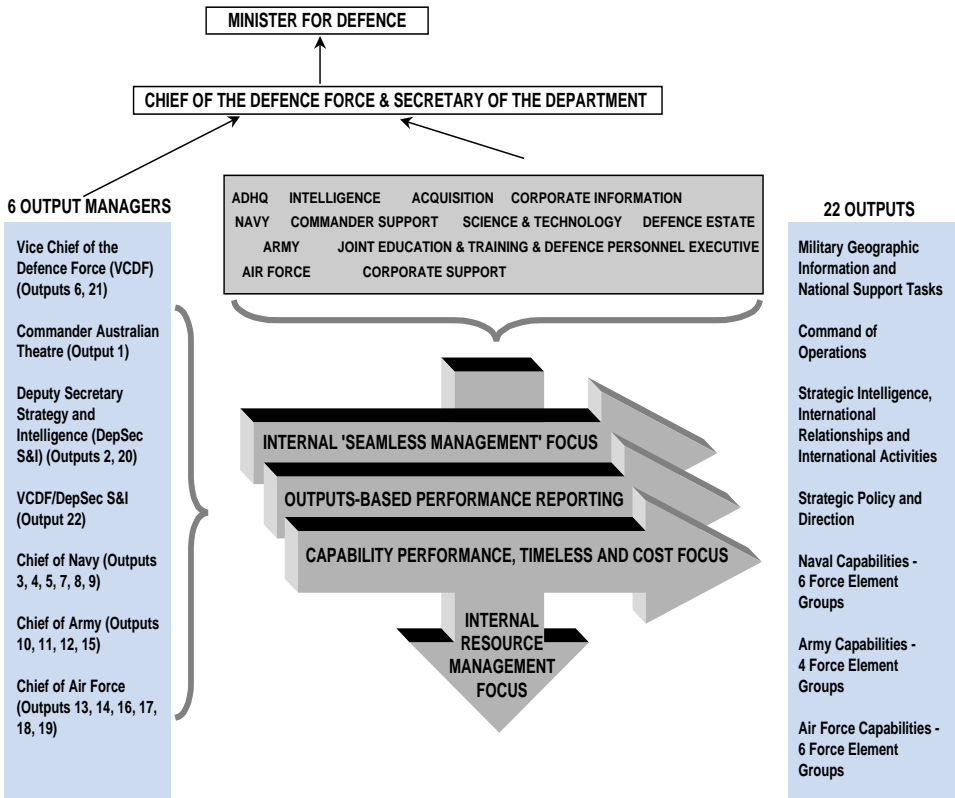 MINISTER FOR DEFENCE
CHIEF OF THE DEFENCE FORCE & SECRETARY OF THE DEPARTMENT
6 OUTPUT MANAGERS
Vice Chief of the
Defence Force (VCDF)
(Outputs 6, 21)
Commander Australian
Theatre (Output 1)
Deputy Secretary
Strategy and
Intelligence (DepSec
S&I) (Outputs 2, 20)
VCDF/DepSec S&I
(Output 22)
Chief of Navy (Outputs
3, 4, 5, 7, 8, 9)
Chief of Army (Outputs
10, 11, 12, 15)
Chief of Air Force
(Outputs 13, 14, 16, 17,
18, 19)
ADHQ INTELLIGENCE ACQUISITION CORPORATE INFORMATION
NAVY COMMANDER SUPPORT SCIENCE & TECHNOLOGY DEFENCE ESTATE
ARMY JOINT EDUCATION & TRAINING & DEFENCE PERSONNEL EXECUTIVE
AIR FORCE CORPORATE SUPPORT
INTERNAL 'SEAMLESS MANAGEMENT' FOCUS
OUTPUTS-BASED PERFORMANCE REPORTING
CAPABILITY PERFORMANCE, TIMELESS AND COST FOCUS
INTERNAL
RESOURCE
MANAGEMENT
FOCUS
22 OUTPUTS
Military Geographic
Information and
National Support Tasks
Command of
Operations
Strategic Intelligence,
International
Relationships and
International Activities
Strategic Policy and
Direction
Naval Capabilities -
6 Force Element
Groups
Army Capabilities -
4 Force Element
Groups
Air Force Capabilities -
6 Force Element
Groups